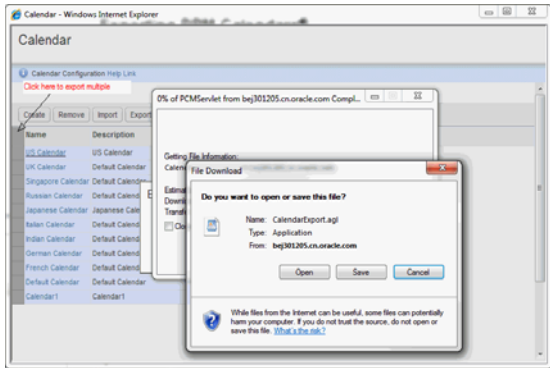 Calendar - Windows Internet Explorer
Calendar
Calendar Configuration Help Link
Click here to export multiple
Create
Remove
Import
Export
Name
Description
US Calendar
US Calendar
UK Calendar
Default Calendar
Singapore Calendar
Default Calendar
Russian Calendar
Default Calend
Japanese Calendar
Japanese Cale
Italian Calendar
Default Calend
Indian Calendar
Default Calend
German Calendar
Default Calend
French Calendar
Default Calend
Default Calendar
Default Calendar
Calendar1
Calendar1
0% of PCMServlet from bej301205.cn.oracle.com Compl...
Getting File Information:
File Download
Do you want to open or save this file?
Name: CalendarExport.agl
Type: Application
From: bej301205.cn.oracle.com
Open
Save
Cancel
While files from the Internet can be useful, some files can potentially
harm your computer. If you do not trust the source, do not open or
save this file. What's the risk?